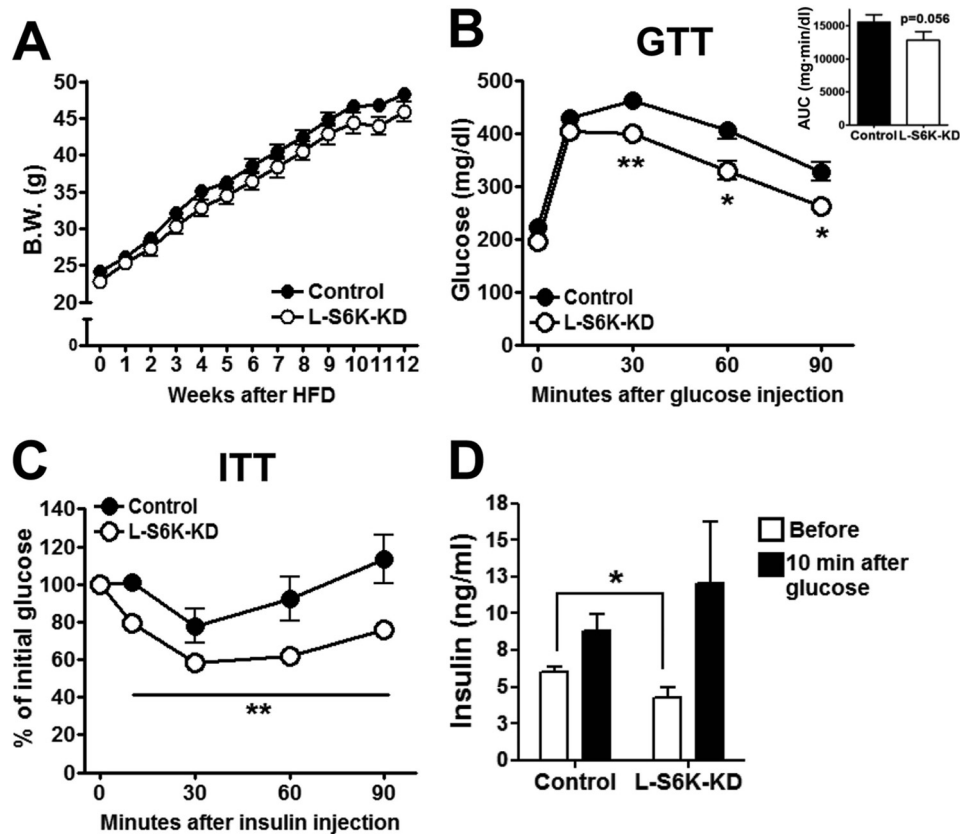 A
B.W. (g)
50
45
40
35
30
25
20
0
Control
L-S6K-KD
0 1 2 3 4 5 6 7 8 9 10 11 12
Weeks after HFD
B
GTT
Glucose (mg/dl)
500
400
300
200
100
**
*
*
Control
L-S6K-KD
0 30 60 90
Minutes after glucose injection
AUC (mg·min/dl)
15000
10000
5000
0
p=0.056
Control L-S6K-KD
C
ITT
Control
L-S6K-KD
% of initial glucose
140
120
100
80
60
40
20
0
**
0 30 60 90
Minutes after insulin injection
D
Insulin (ng/ml)
18
15
13
10
8
5
3
0
*
Before
10 min after
glucose
Control L-S6K-KD